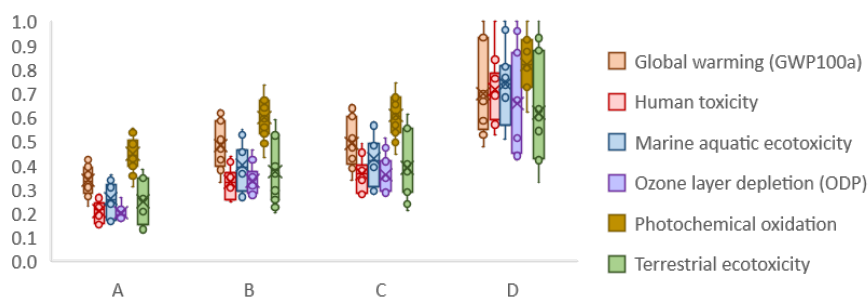 1.0
0.9
0.8
0.7
0.6
0.5
0.4
0.3
0.2
0.1
0.0
A B C D
Global warming (GWP100a)
Human toxicity
Marine aquatic ecotoxicity
Ozone layer depletion (ODP)
Photochemical oxidation
Terrestrial ecotoxicity